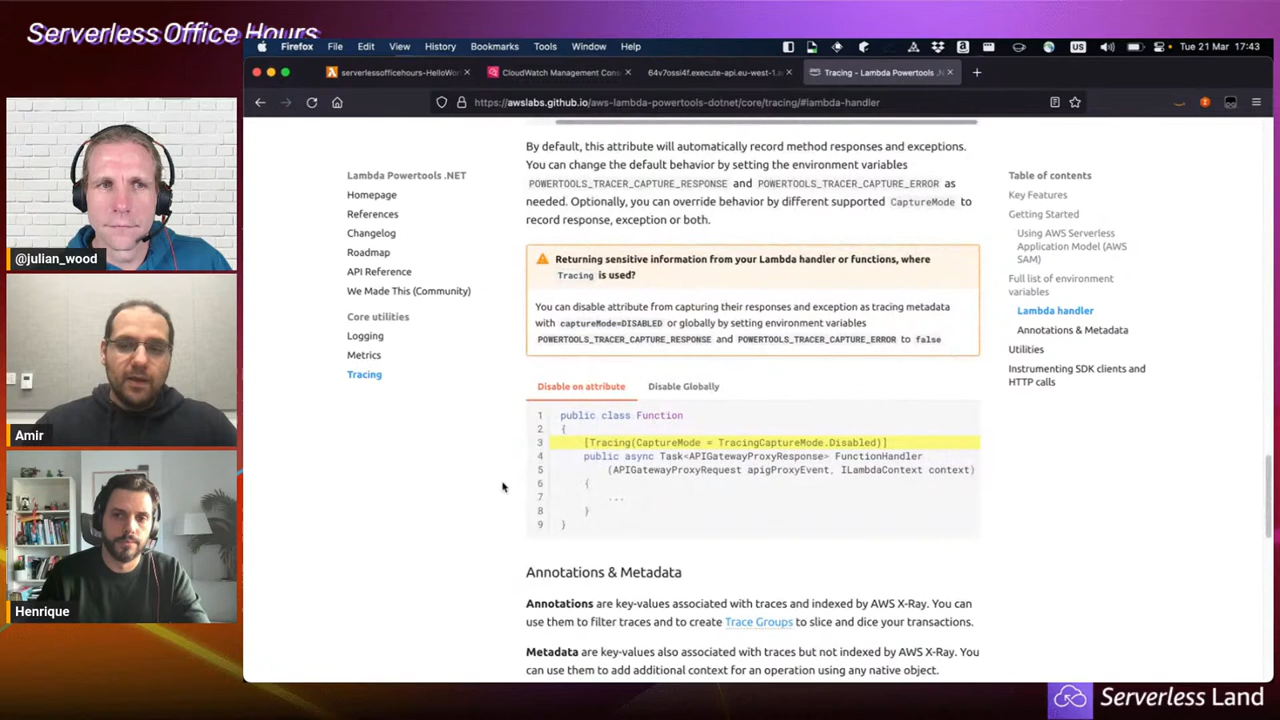 Serverless Office Hours
Firefox File Edit View History Bookmarks Tools Window Help
US
Tue 21 Mar 17:43
serverlessofficehours-HelloWor
CloudWatch Management Cons
64v7ossi4f.execute-api.eu-west-1.a
Tracing - Lambda Powertools .N
https://awslabs.github.io/aws-lambda-powertools-dotnet/core/tracing/#lambda-handler
Lambda Powertools .NET
Homepage
References
Changelog
Roadmap
API Reference
We Made This (Community)
Core utilities
Logging
Metrics
Tracing
By default, this attribute will automatically record method responses and exceptions.
You can change the default behavior by setting the environment variables
POWERTOOLS_TRACER_CAPTURE_RESPONSE and POWERTOOLS_TRACER_CAPTURE_ERROR as
needed. Optionally, you can override behavior by different supported CaptureMode to
record response, exception or both.
Returning sensitive information from your Lambda handler or functions, where
Tracing is used?
You can disable attribute from capturing their responses and exception as tracing metadata
with captureMode=DISABLED or globally by setting environment variables
POWERTOOLS_TRACER_CAPTURE_RESPONSE and POWERTOOLS_TRACER_CAPTURE_ERROR to false
Disable on attribute Disable Globally
1 public class Function
2 {
3 [Tracing(CaptureMode = TracingCaptureMode.Disabled)]
4 public async Task<APIGatewayProxyResponse> FunctionHandler
5 (APIGatewayProxyRequest apigProxyEvent, ILambdaContext context)
6 {
7 ...
8 }
9 }
Annotations & Metadata
Annotations are key-values associated with traces and indexed by AWS X-Ray. You can
use them to filter traces and to create Trace Groups to slice and dice your transactions.
Metadata are key-values also associated with traces but not indexed by AWS X-Ray. You
can use them to add additional context for an operation using any native object.
Table of contents
Key Features
Getting Started
Using AWS Serverless
Application Model (AWS
SAM)
Full list of environment
variables
Lambda handler
Annotations & Metadata
Utilities
Instrumenting SDK clients and
HTTP calls
@julian_wood
Amir
Henrique
Serverless Land